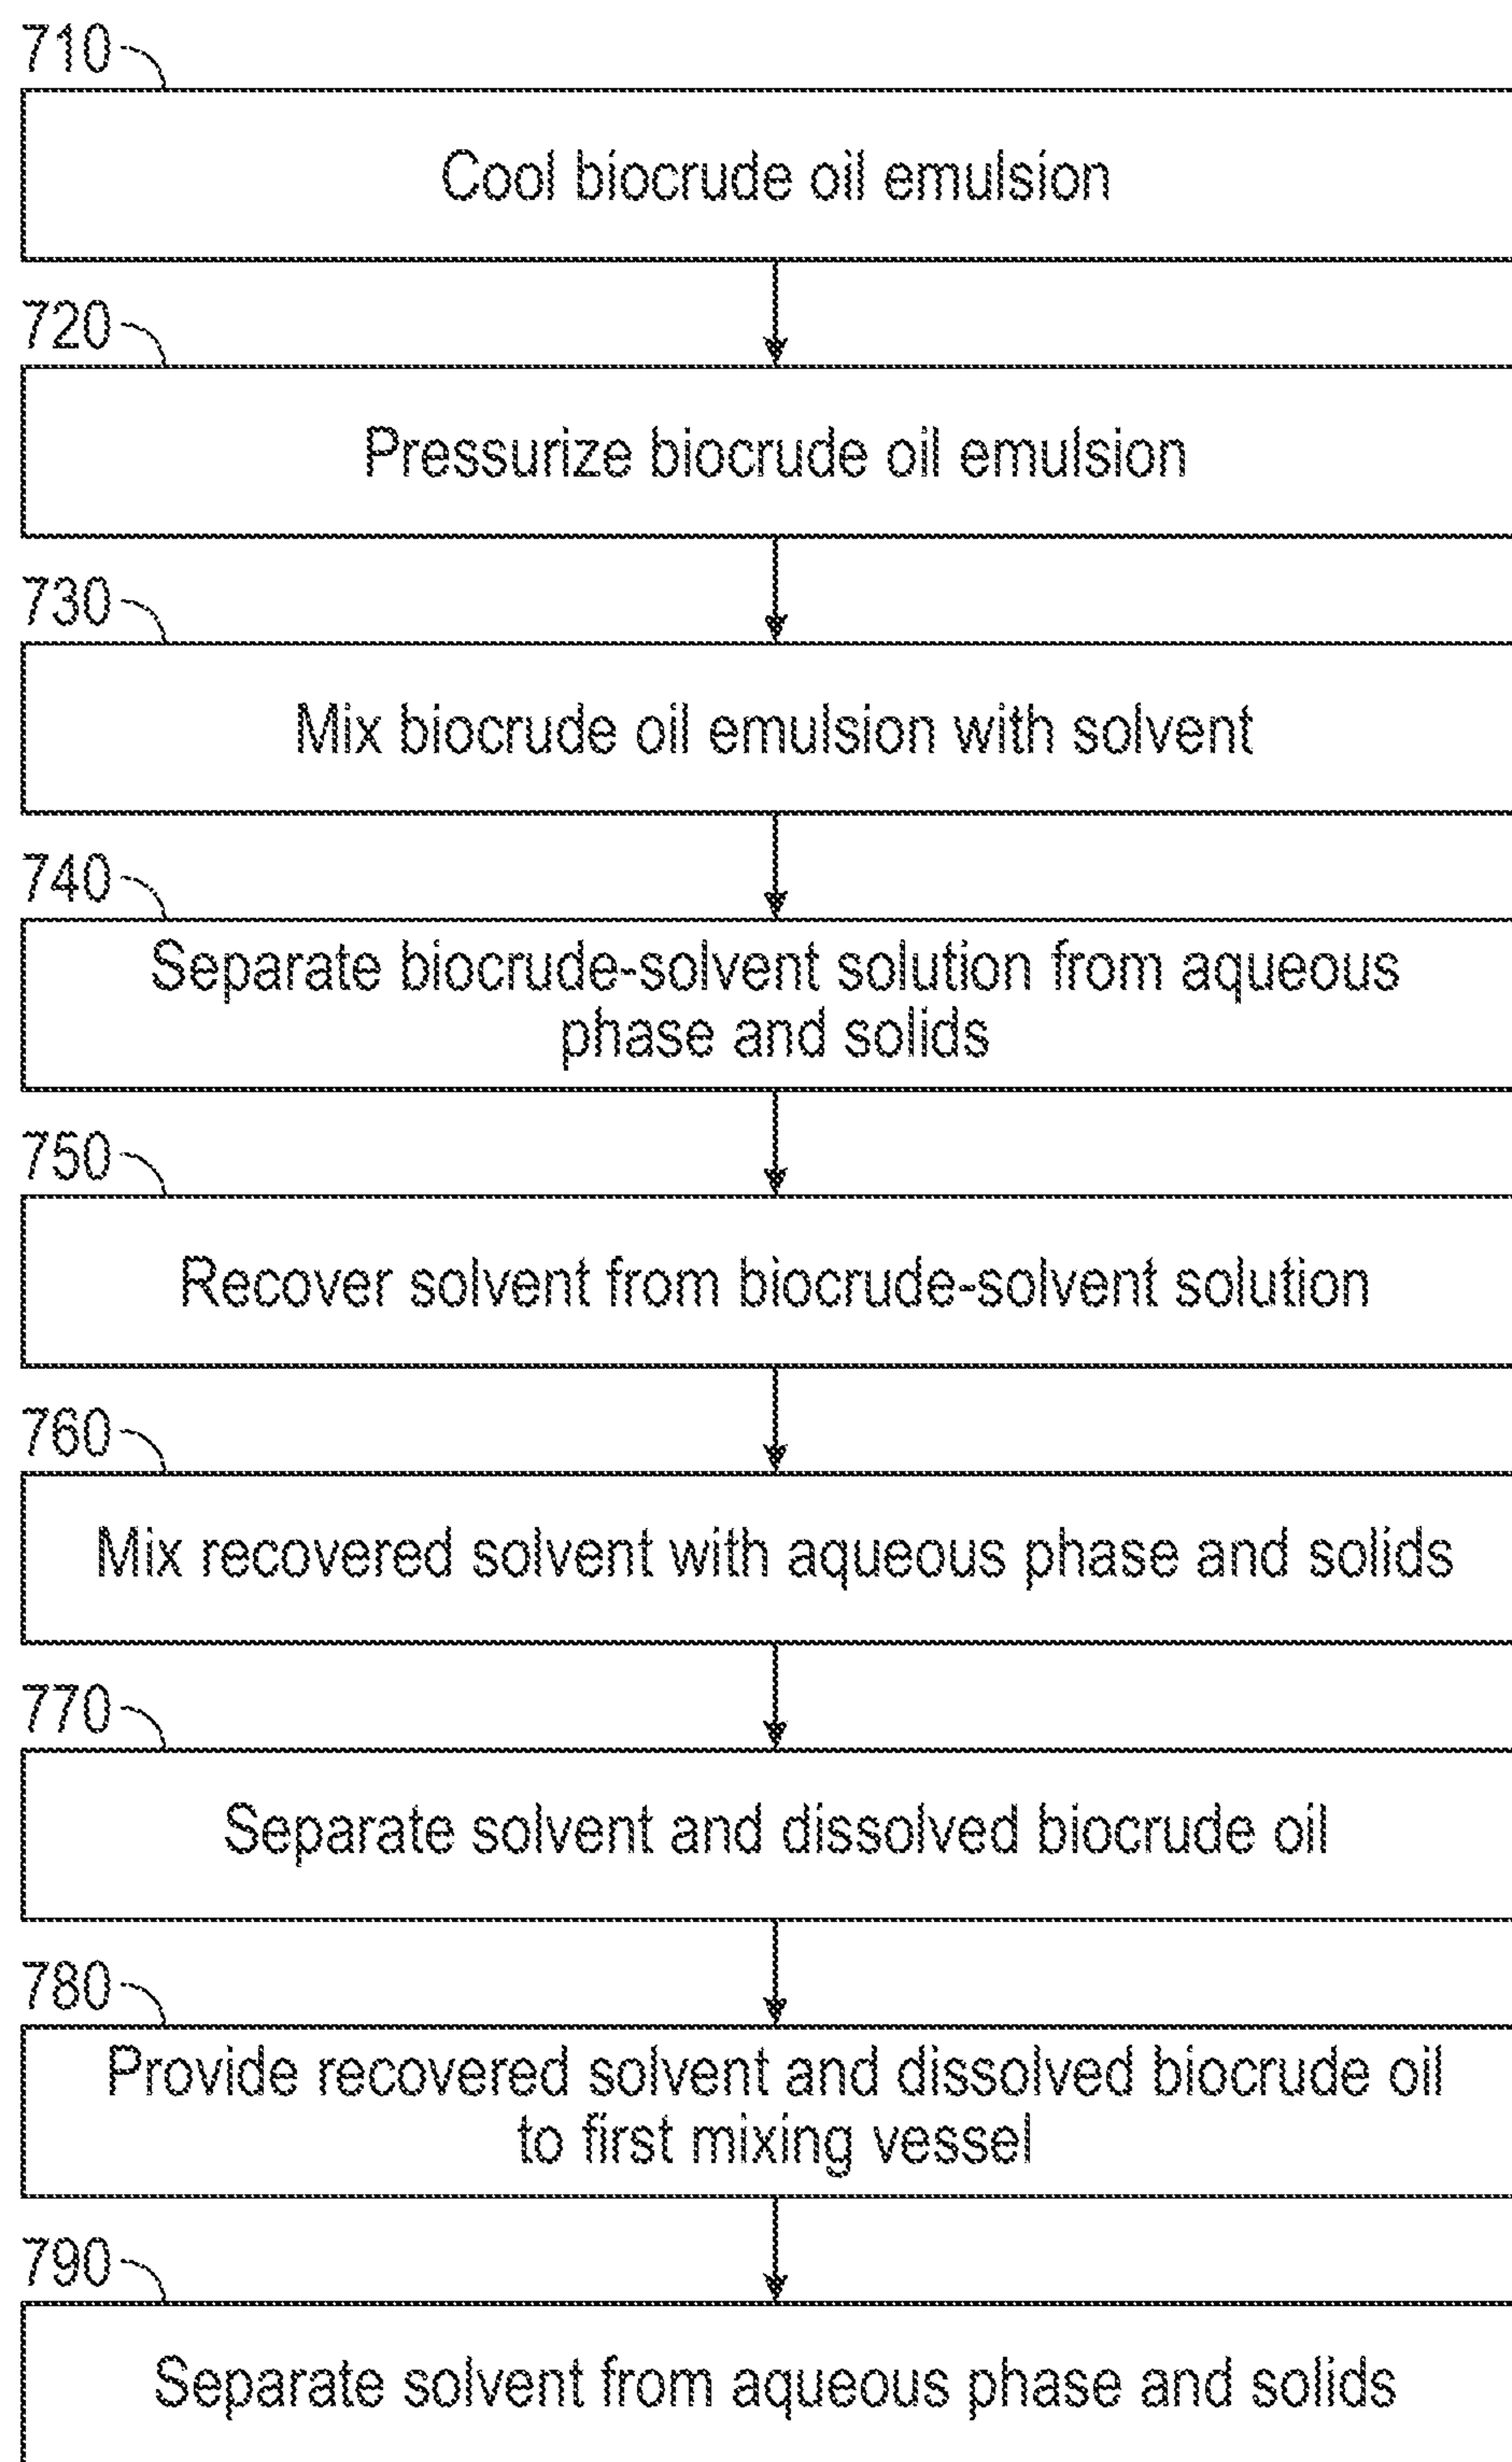 710
Cool biocrude oil emulsion
720
Pressurize biocrude oil emulsion
730
Mix biocrude oil emulsion with solvent
740
Separate biocrude-solvent solution from aqueous
phase and solids
750
Recover solvent from biocrude-solvent solution
760
Mix recovered solvent with aqueous phase and solids
770
Separate solvent and dissolved biocrude oil
780
Provide recovered solvent and dissolved biocrude oil
to first mixing vessel
790
Separate solvent from aqueous phase and solids